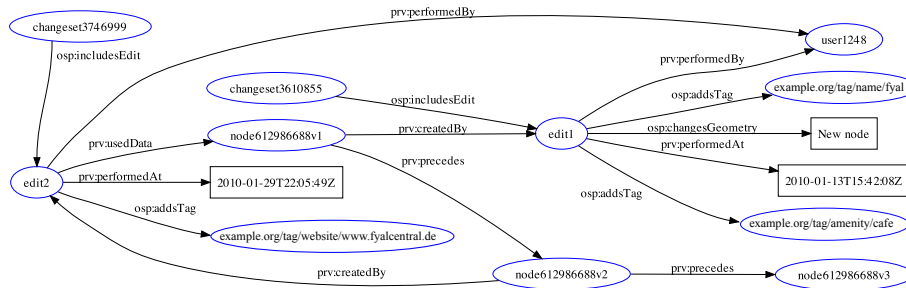 changeset3746999
prv:performedBy
user1248
osp:includesEdit
prv:performedBy
changeset3610855
osp:addsTag
example.org/tag/name/fyal
osp:includesEdit
prv:usedData
node612986688v1
prv:createdBy
edit1
osp:changesGeometry
New node
prv:performedAt
prv:precedes
edit2
prv:performedAt
2010-01-29T22:05:49Z
2010-01-13T15:42:08Z
osp:addsTag
osp:addsTag
example.org/tag/website/www.fyalcentral.de
example.org/tag/amenity/cafe
prv:createdBy
node612986688v2
prv:precedes
node612986688v3